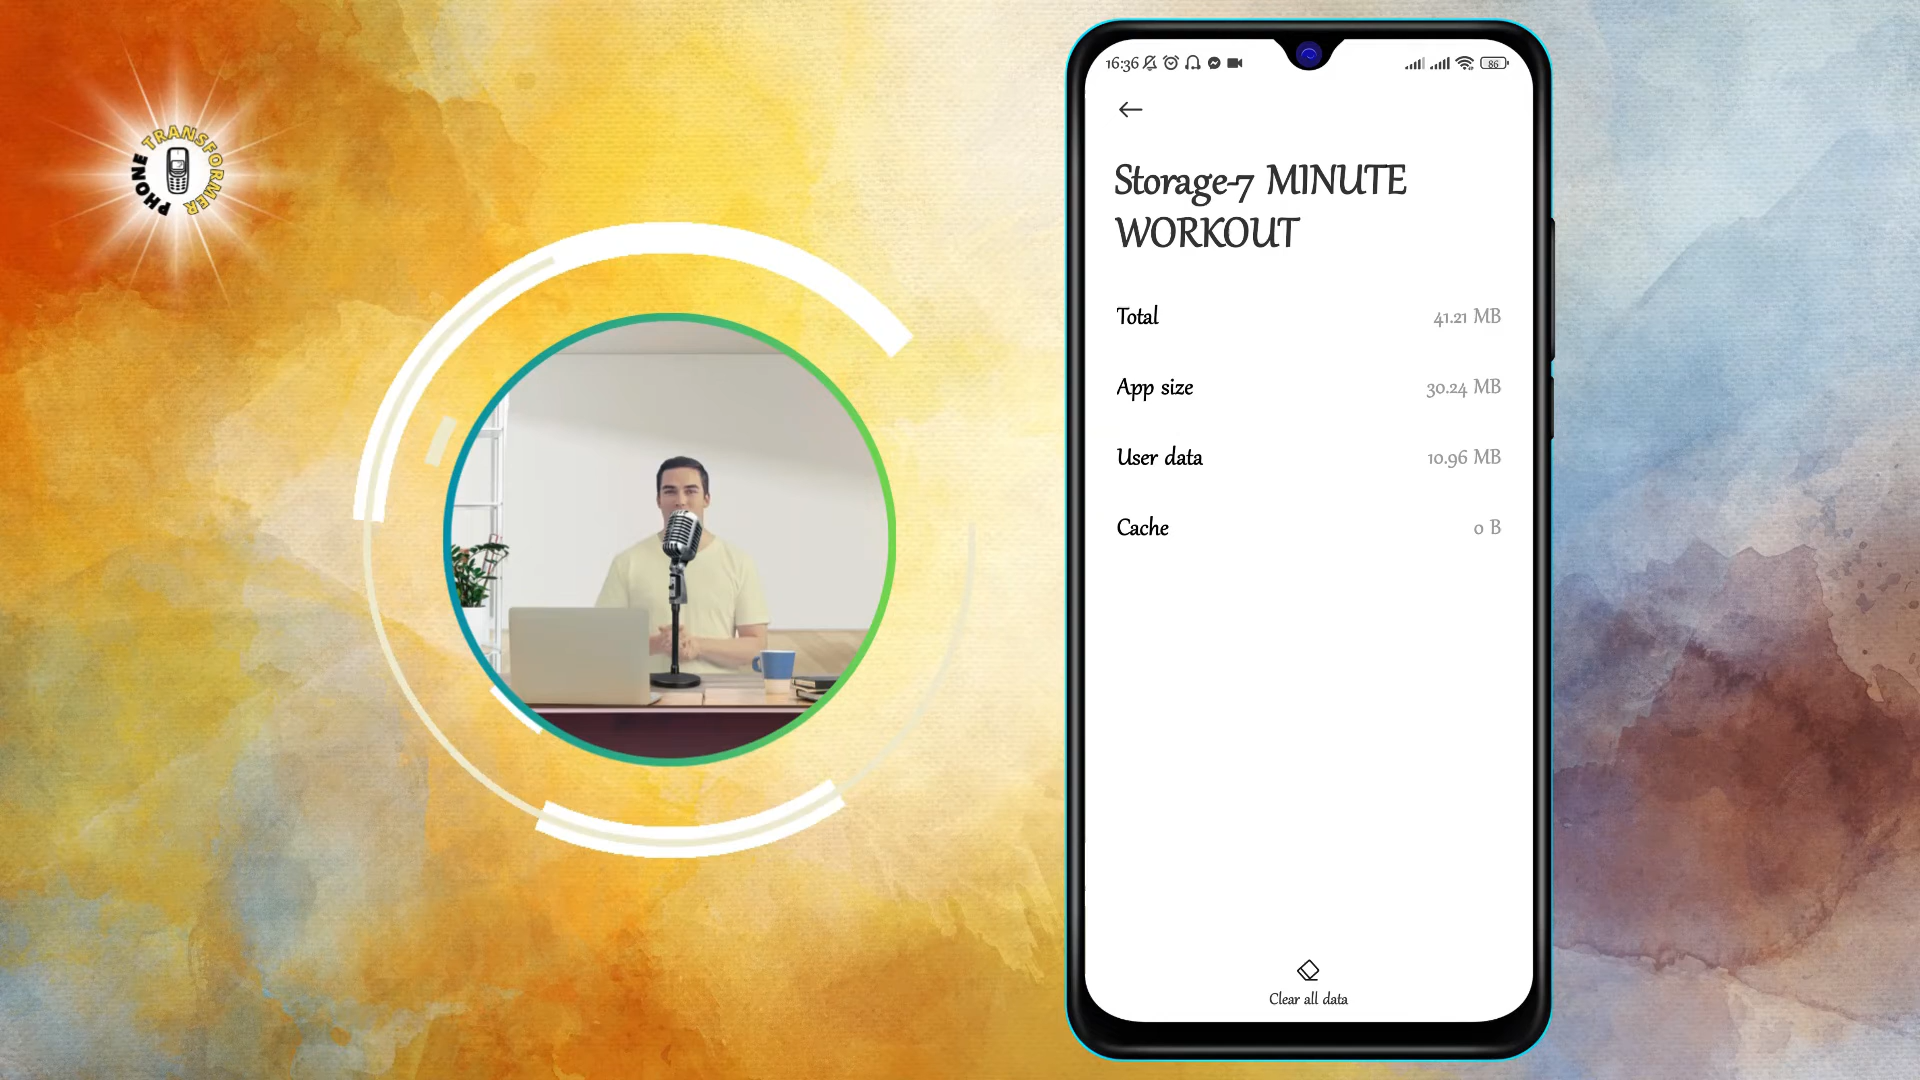 PHONE TRANSFORMER
16:36
86
Storage-7 MINUTE
WORKOUT
Total 41.21 MB
App size 30.24 MB
User data 10.96 MB
Cache 0 B
Clear all data